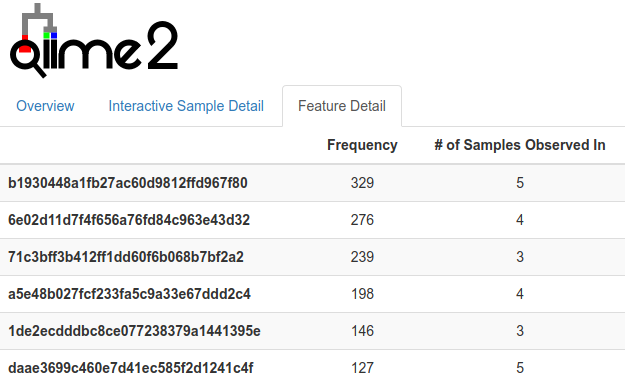 qiime2
Overview Interactive Sample Detail Feature Detail
Frequency # of Samples Observed In
b1930448a1fb27ac60d9812ffd967f80 329 5
6e02d11d7f4f656a76fd84c963e43d32 276 4
71c3bff3b412ff1dd60f6b068b7bf2a2 239 3
a5e48b027fcf233fa5c9a33e67ddd2c4 198 4
1de2ecdddbc8ce077238379a1441395e 146 3
daae3699c460e7d41ec585f2d1241c4f 127 5